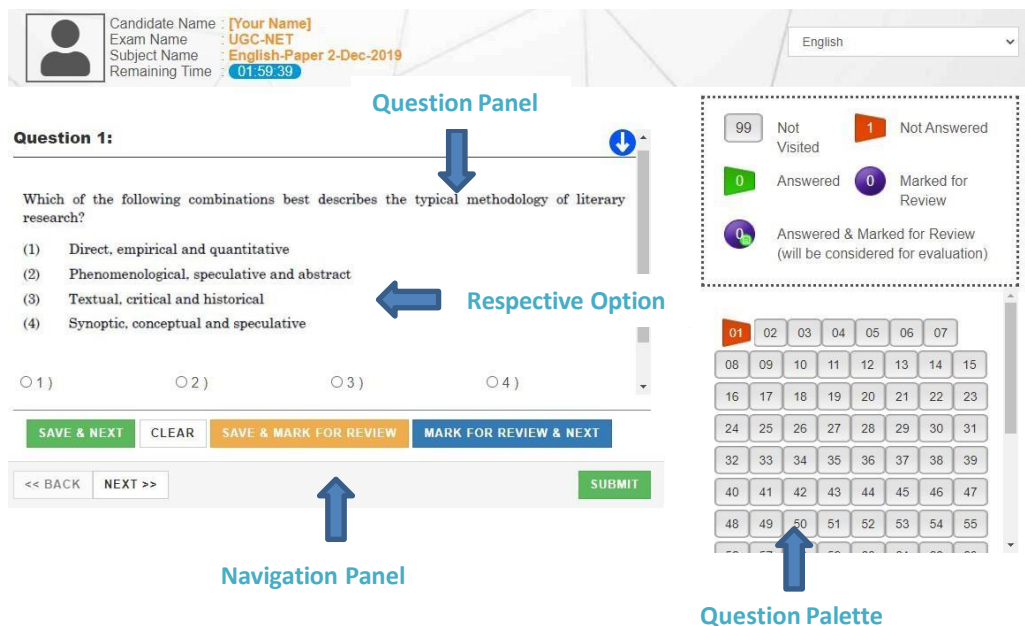 Candidate Name : [Your Name]
Exam Name : UGC-NET
Subject Name : English-Paper 2-Dec-2019
Remaining Time : 01:59:39
English
Question Panel
Question 1:
Which of the following combinations best describes the typical methodology of literary
research?
(1) Direct, empirical and quantitative
(2) Phenomenological, speculative and abstract
(3) Textual, critical and historical
(4) Synoptic, conceptual and speculative
Respective Option
1 ) 2 ) 3 ) 4 )
SAVE & NEXT CLEAR SAVE & MARK FOR REVIEW MARK FOR REVIEW & NEXT
<< BACK NEXT >> SUBMIT
Navigation Panel
99 Not Visited 1 Not Answered
0 Answered 0 Marked for Review
0 Answered & Marked for Review
(will be considered for evaluation)
01 02 03 04 05 06 07
08 09 10 11 12 13 14 15
16 17 18 19 20 21 22 23
24 25 26 27 28 29 30 31
32 33 34 35 36 37 38 39
40 41 42 43 44 45 46 47
48 49 50 51 52 53 54 55
Question Palette